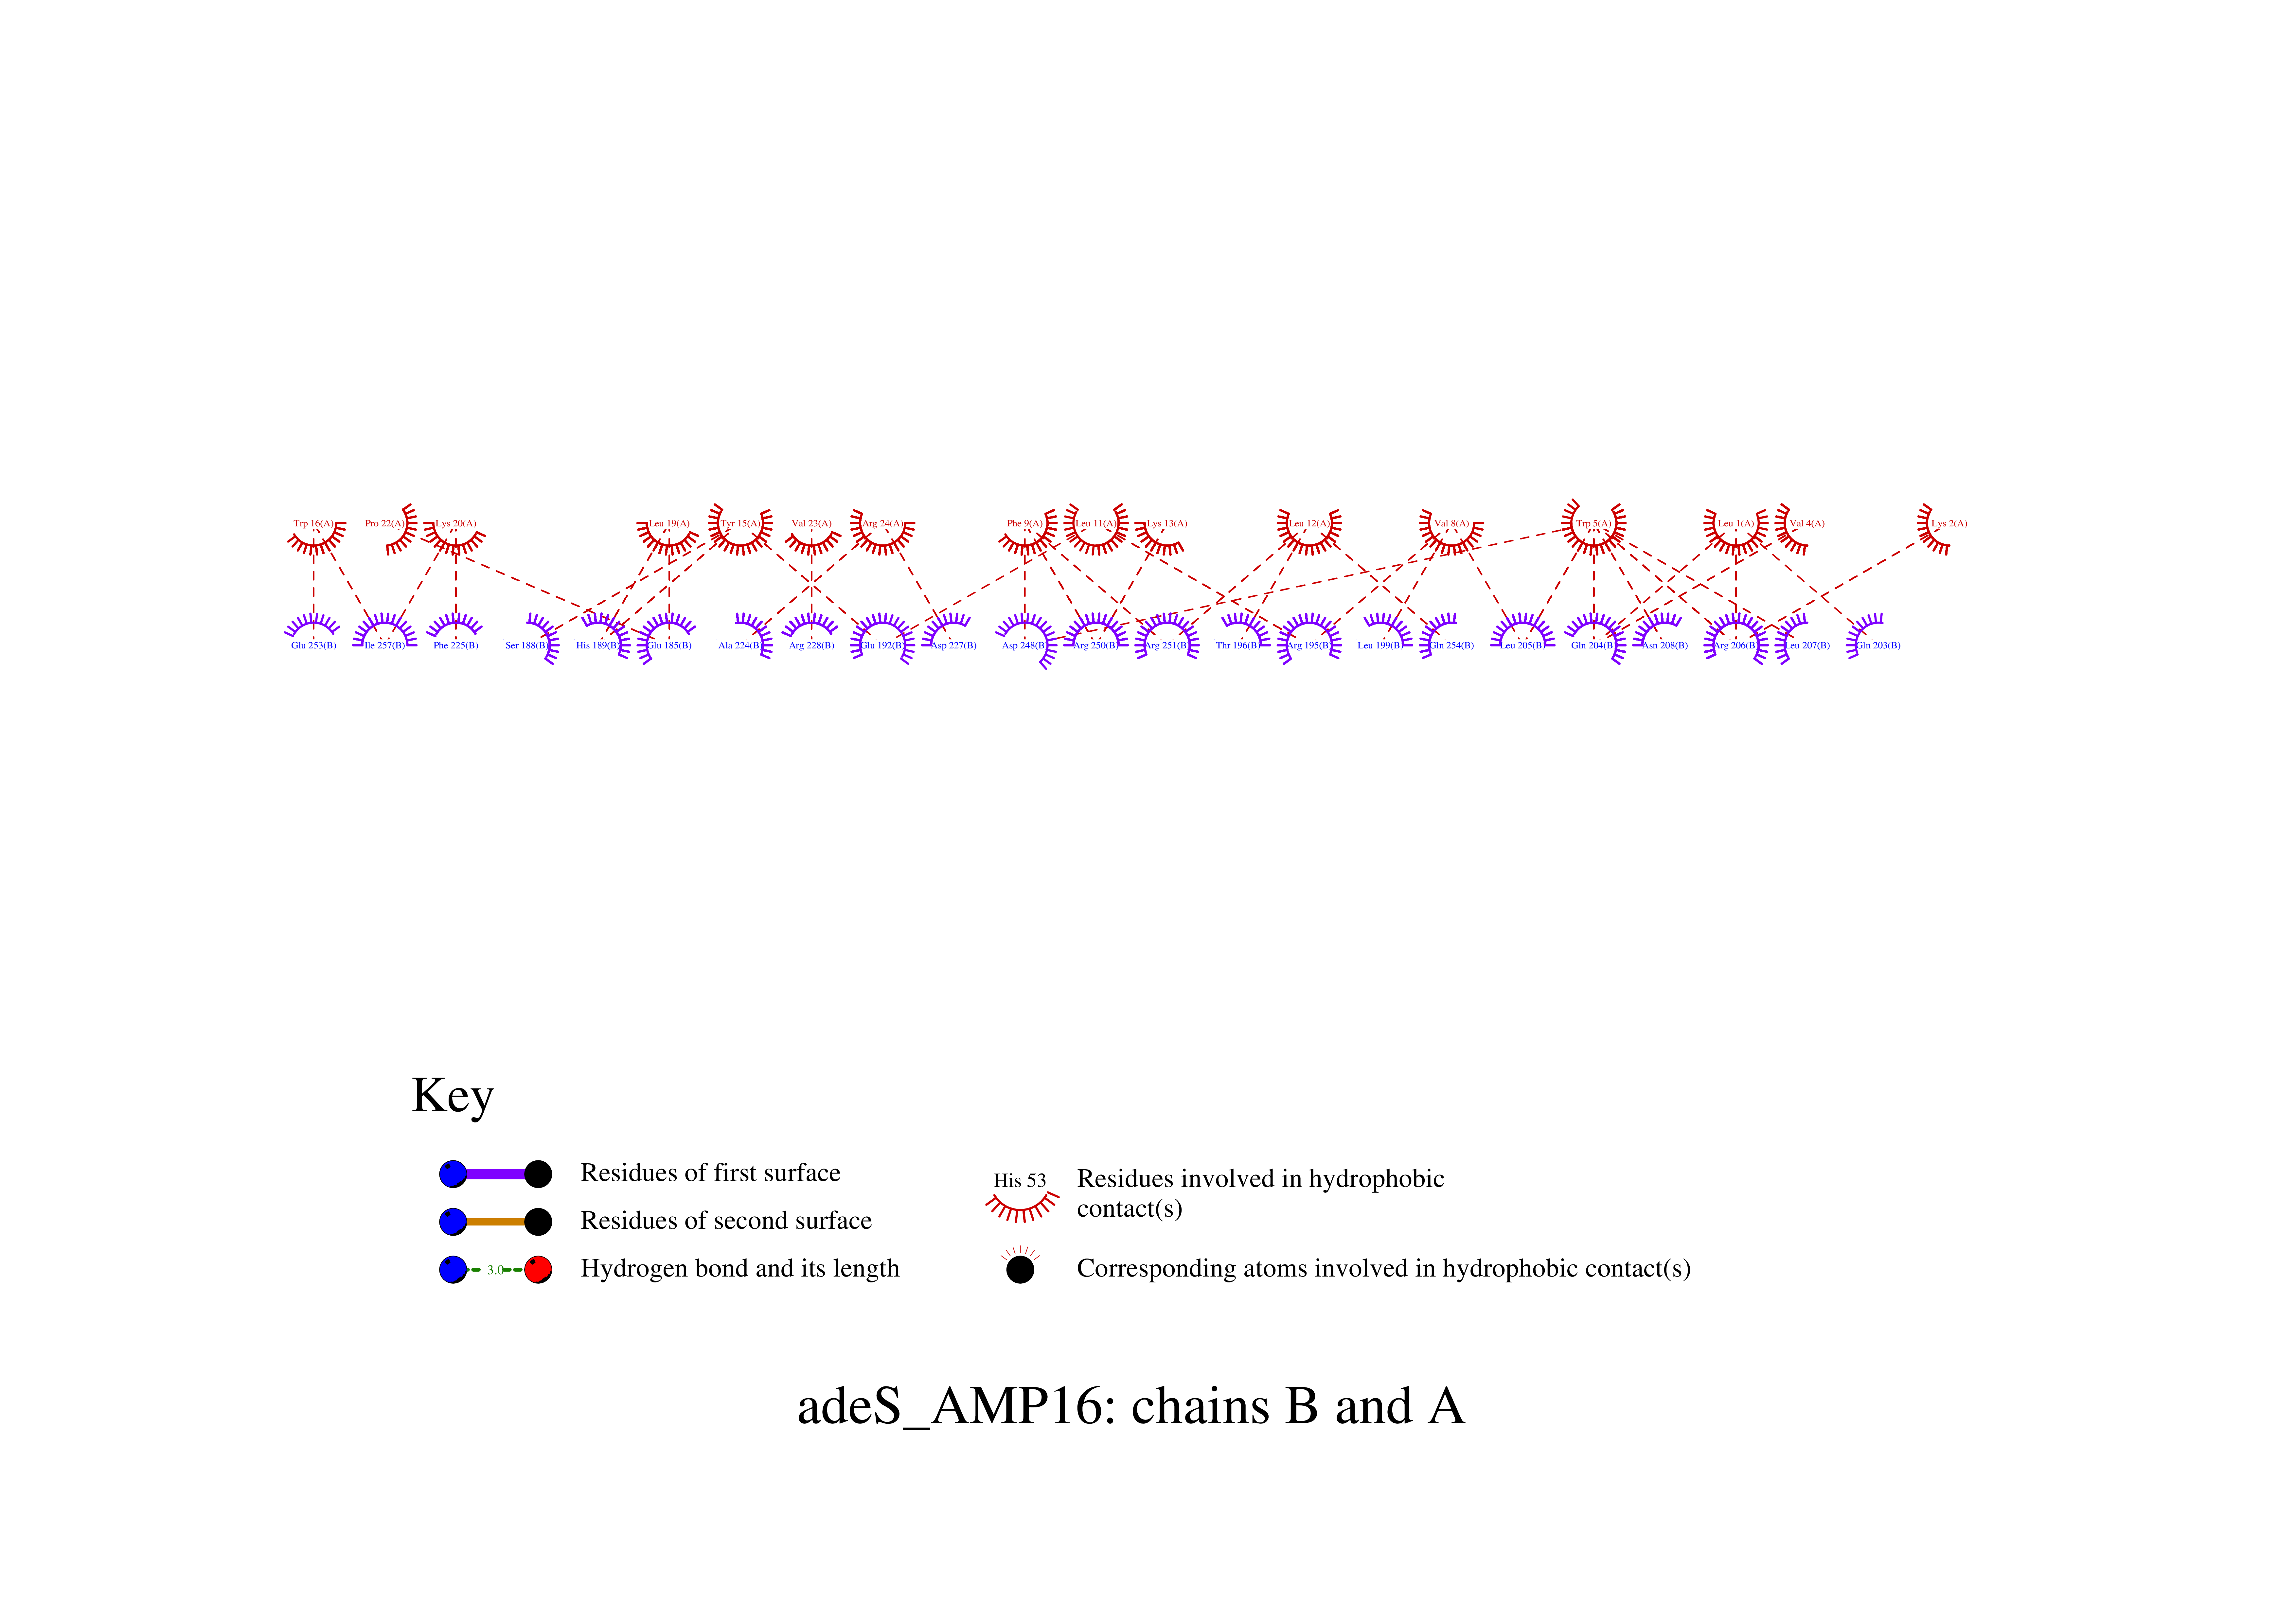 Trp 16(A) Pro 22(A) Lys 20(A) Leu 19(A) Tyr 15(A) Val 23(A) Arg 24(A) Phe 9(A) Leu 11(A) Lys 13(A) Leu 12(A) Val 8(A) Trp 5(A) Leu 1(A) Val 4(A) Lys 2(A)
Glu 253(B) Ile 257(B) Phe 225(B) Ser 188(B) His 189(B) Glu 185(B) Ala 224(B) Arg 228(B) Glu 192(B) Asp 227(B) Asp 248(B) Arg 250(B) Arg 251(B) Thr 196(B) Arg 195(B) Leu 199(B) Gln 254(B) Leu 205(B) Gln 204(B) Asn 208(B) Arg 206(B) Leu 207(B) Gln 203(B)
Key
Residues of first surface
Residues of second surface
3.0 Hydrogen bond and its length
His 53 Residues involved in hydrophobic
contact(s)
Corresponding atoms involved in hydrophobic contact(s)
adeS_AMP16: chains B and A